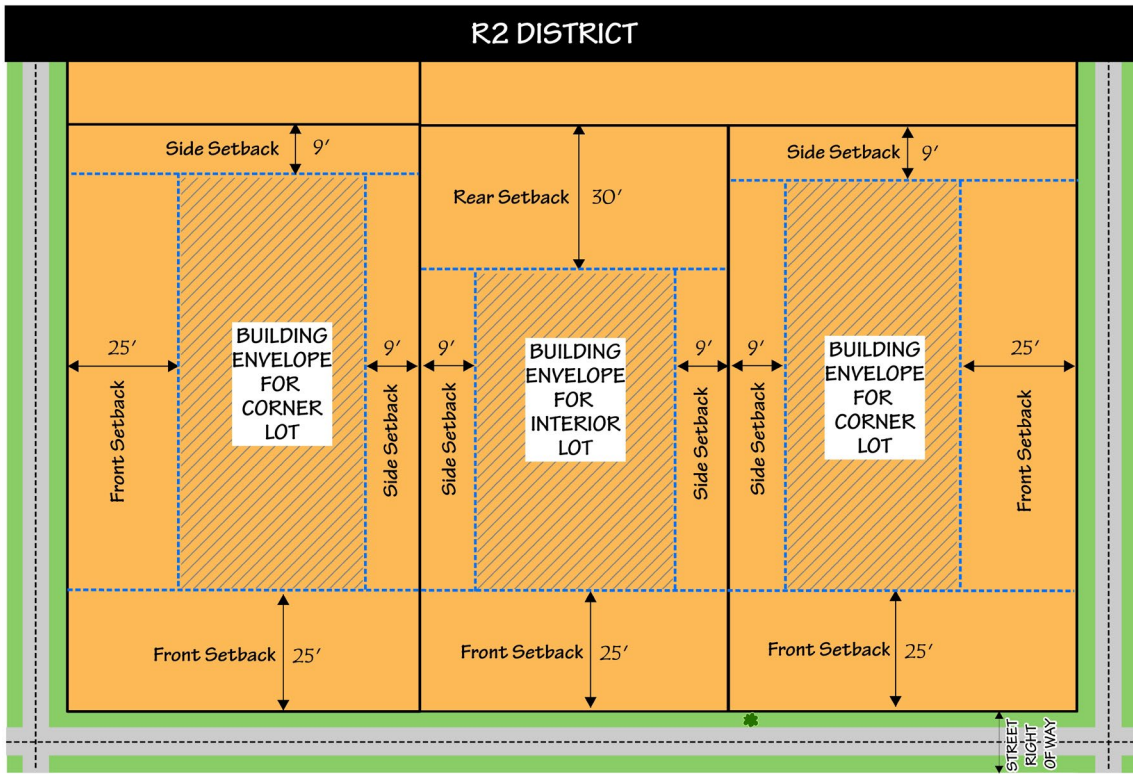 R2 DISTRICT
Side Setback 9'
Rear Setback 30'
Side Setback 9'
25'
Front Setback
BUILDING
ENVELOPE
FOR
CORNER
LOT
9'
Side Setback
9'
Side Setback
BUILDING
ENVELOPE
FOR
INTERIOR
LOT
9'
Side Setback
9'
Side Setback
BUILDING
ENVELOPE
FOR
CORNER
LOT
25'
Front Setback
Front Setback 25'
Front Setback 25'
Front Setback 25'
STREET
RIGHT
OF WAY